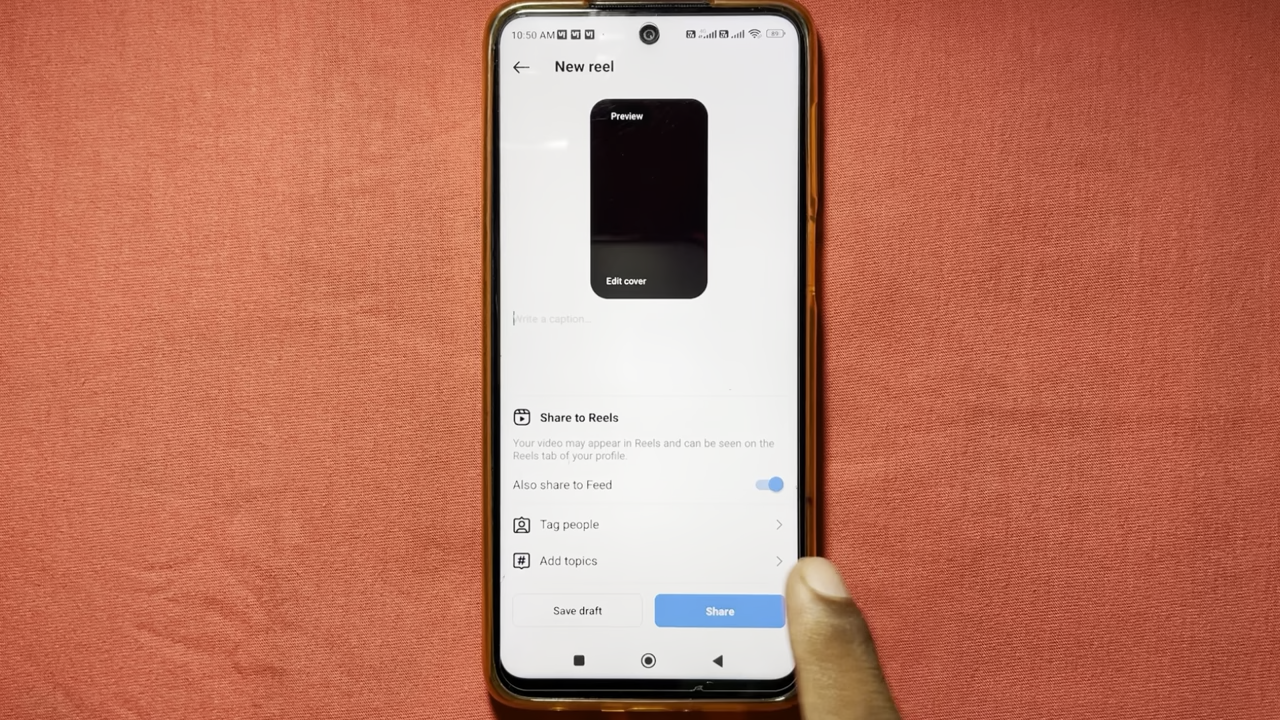 10:50 AM
89
New reel
Preview
Edit cover
Write a caption...
Share to Reels
Your video may appear in Reels and can be seen on the
Reels tab of your profile.
Also share to Feed
Tag people
# Add topics
Save draft
Share